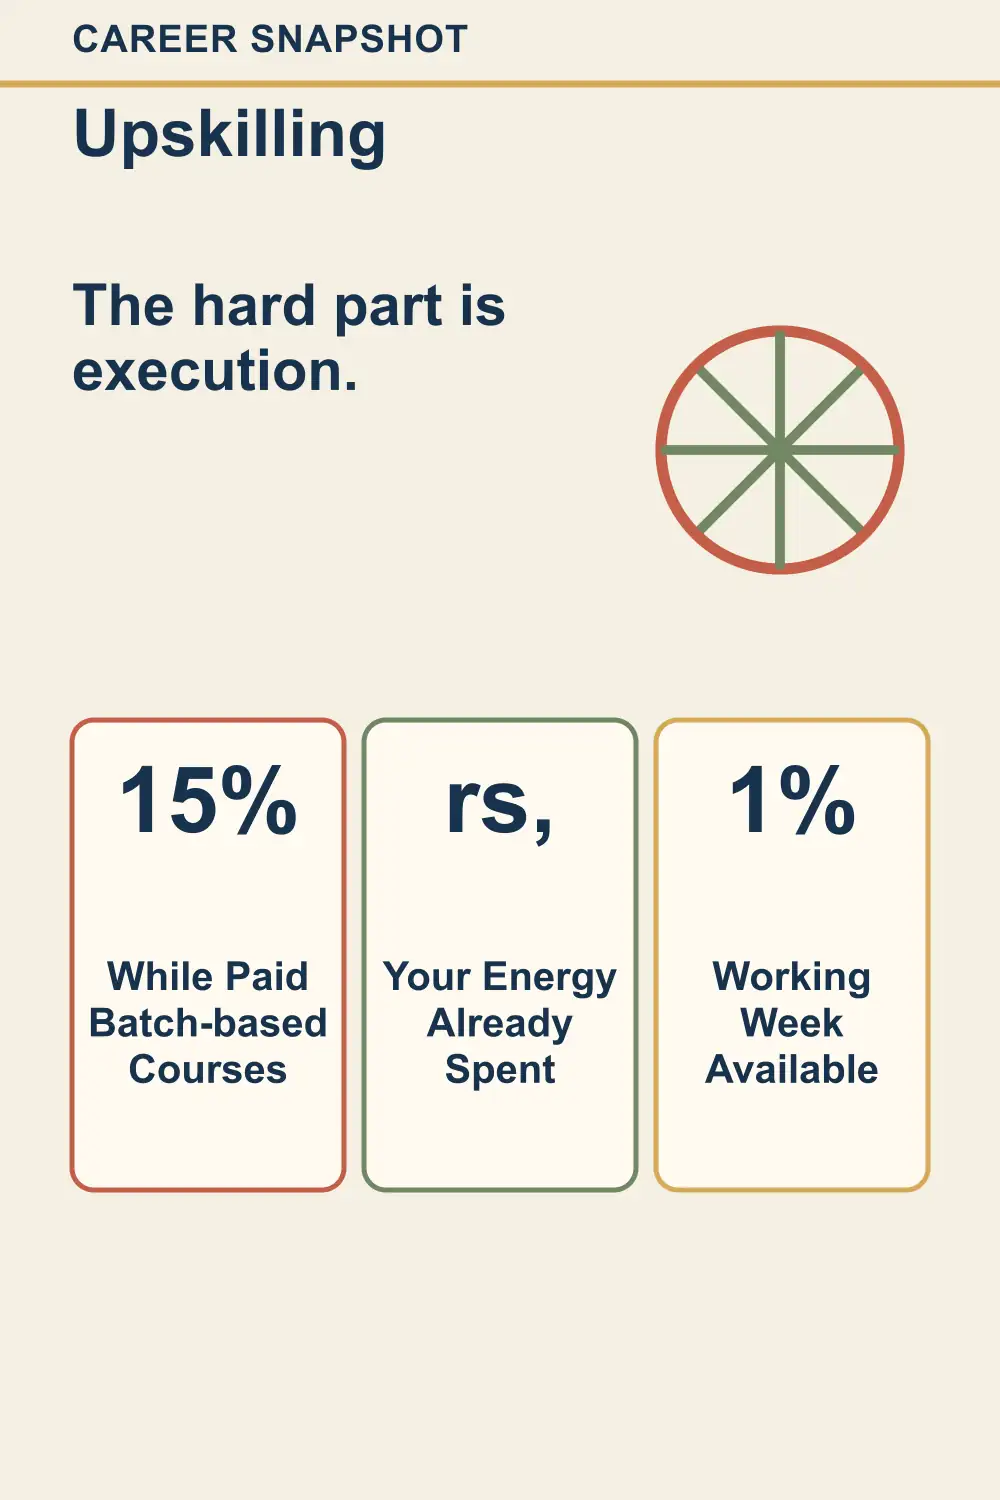 CAREER SNAPSHOT
Upskilling
The hard part is
execution.
15%
While Paid
Batch-based
Courses
rs,
Your Energy
Already
Spent
1%
Working
Week
Available